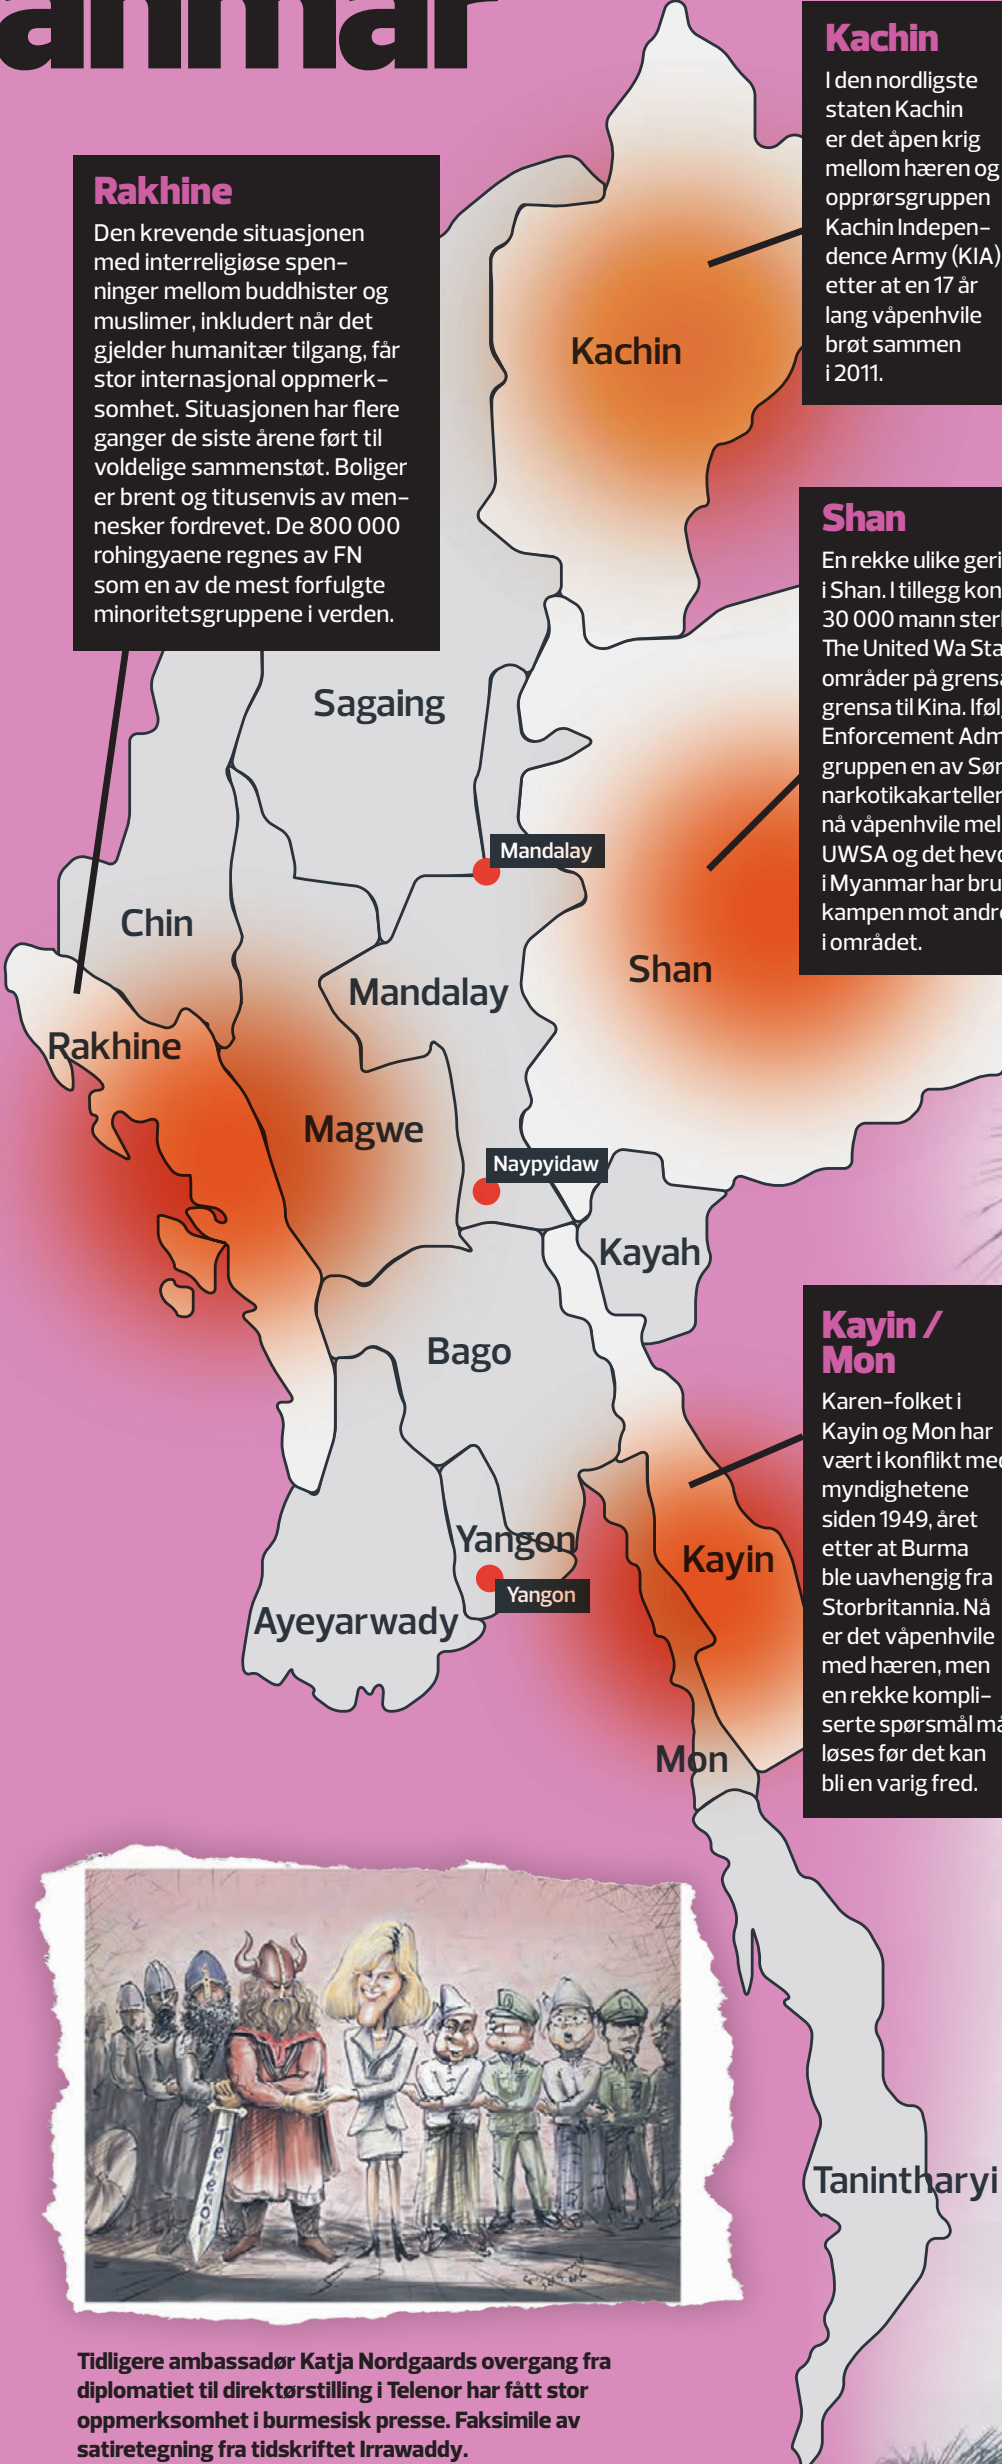 anmar
Kachin
I den nordligste
staten Kachin
er det åpen krig
mellom hæren og
opprørsgruppen
Kachin Indepen-
dence Army (KIA)
etter at en 17 år
lang våpenhvile
brøt sammen
i 2011.
Rakhine
Den krevende situasjonen
med interreligiøse spen-
ninger mellom buddhister og
muslimer, inkludert når det
gjelder humanitær tilgang, får
stor internasjonal oppmerk-
somhet. Situasjonen har flere
ganger de siste årene ført til
voldelige sammenstøt. Boliger
er brent og titusenvis av men-
nesker fordrevet. De 800 000
rohingyaene regnes av FN
som en av de mest forfulgte
minoritetsgruppene i verden.
Kachin
Shan
En rekke ulike geri
i Shan. I tillegg kon
30 000 mann ster
The United Wa Sta
områder på grensa
grensa til Kina. Iføl
Enforcement Adm
gruppen en av Sør
narkotikakarteller
nå våpenhvile mel
UWSA og det hevd
i Myanmar har bru
kampen mot andre
i området.
Sagaing
Mandalay
Chin
Shan
Mandalay
Rakhine
Magwe
Naypyidaw
Kayah
Bago
Kayin /
Mon
Karen-folket i
Kayin og Mon har
vært i konflikt med
myndighetene
siden 1949, året
etter at Burma
ble uavhengig fra
Storbritannia. Nå
er det våpenhvile
med hæren, men
en rekke kompli-
serte spørsmål må
løses før det kan
bli en varig fred.
Yangon
Kayin
Yangon
Ayeyarwady
Mon
Telenor
Tanintharyi
Tidligere ambassadør Katja Nordgaards overgang fra
diplomatiet til direktørstilling i Telenor har fått stor
oppmerksomhet i burmesisk presse. Faksimile av
satiretegning fra tidskriftet Irrawaddy.